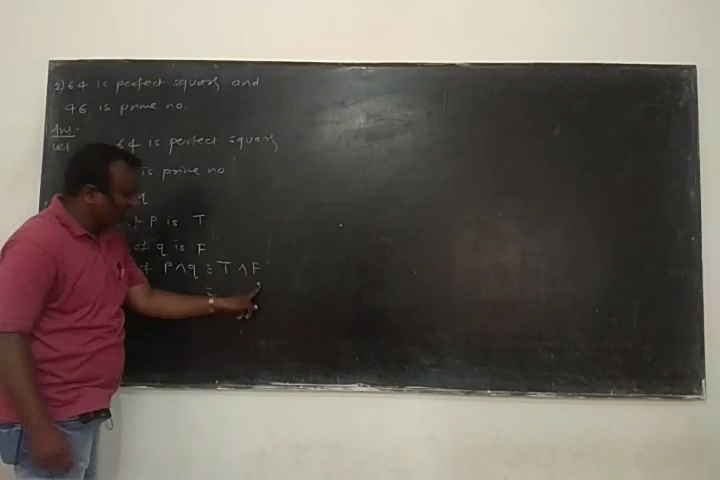 2) 64 is perfect square and
46 is prime no.
Ans.
Let 64 is perfect square
is prime no
q
of P is T
of q is F
of P ∧ q ≡ T ∧ F
≡